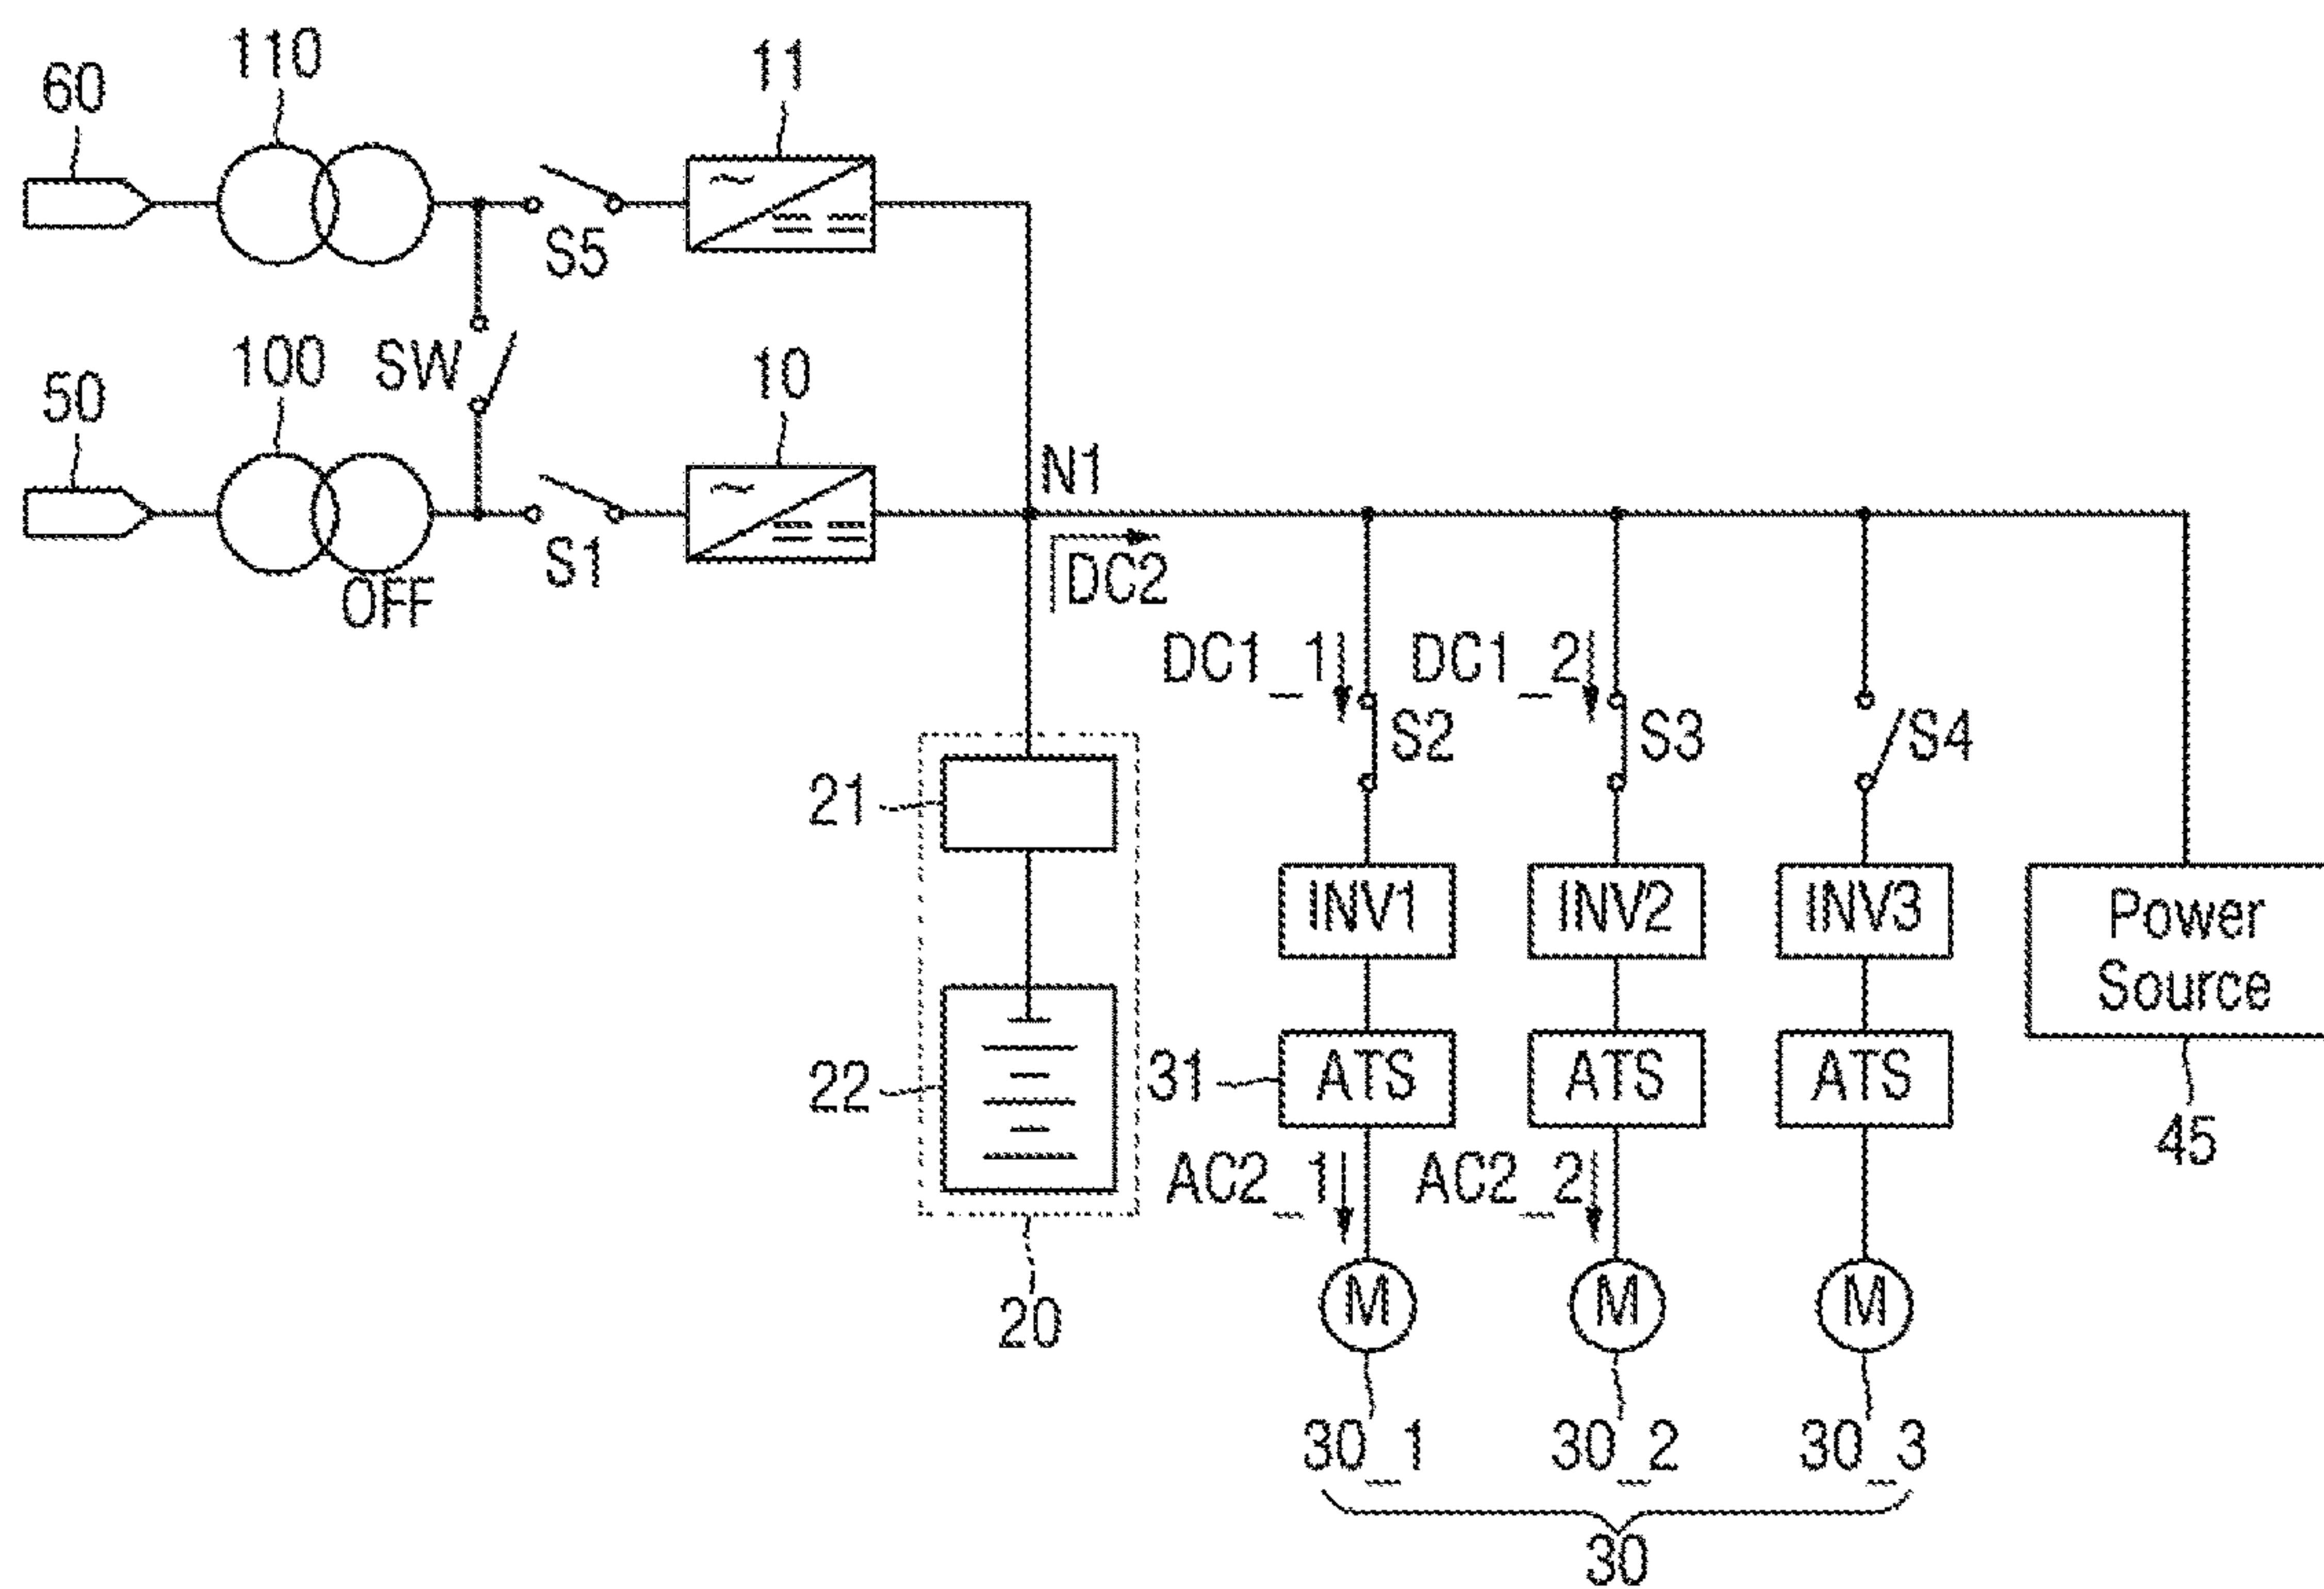 110
11
60
S5
100
SW
10
50
N1
S1
OFF
DC2
DC1_1
DC1_2
S2
S3
S4
21
INV1
INV2
INV3
Power
Source
22
31
ATS
ATS
ATS
45
AC2_1
AC2_2
20
M
M
M
30_1
30_2
30_3
30